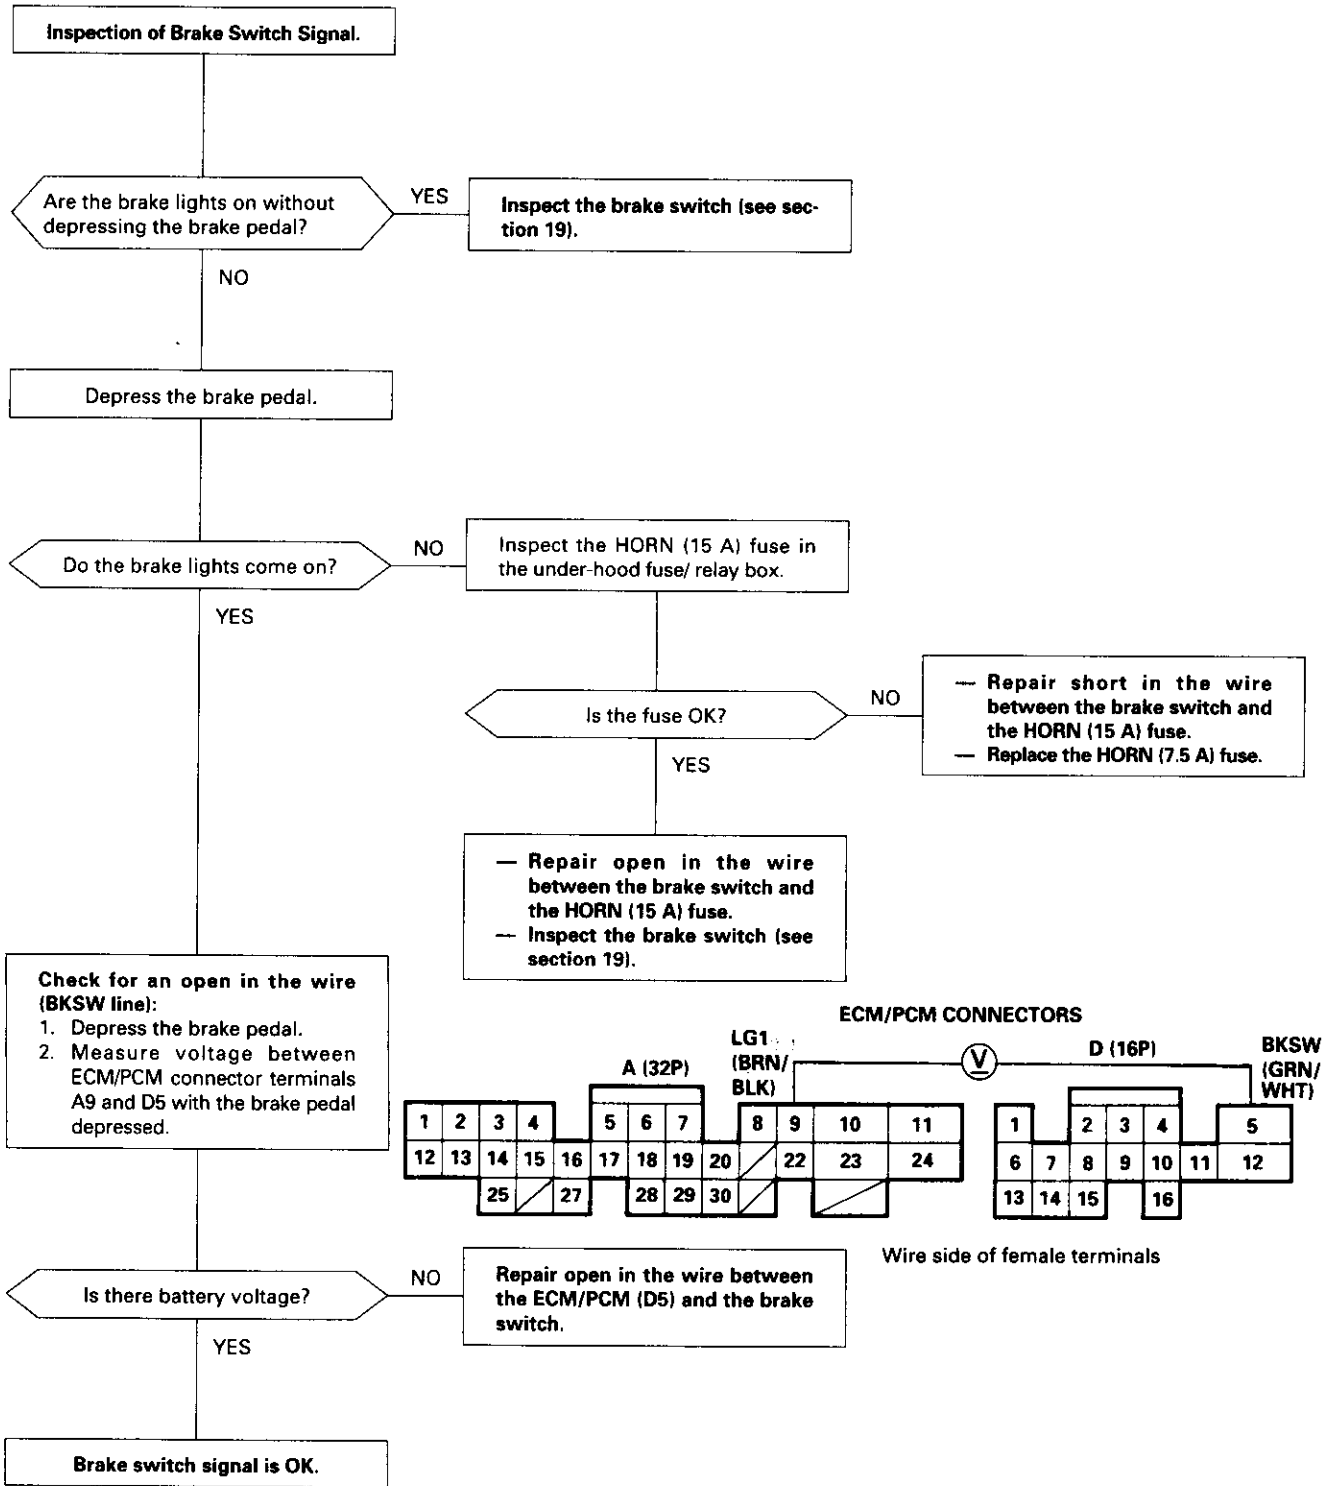 Inspection of Brake Switch Signal.
Are the brake lights on without
depressing the brake pedal?
YES
Inspect the brake switch (see sec-
tion 19).
NO
Depress the brake pedal.
Do the brake lights come on?
NO
Inspect the HORN (15 A) fuse in
the under-hood fuse/ relay box.
YES
Is the fuse OK?
NO
— Repair short in the wire
between the brake switch and
the HORN (15 A) fuse.
— Replace the HORN (7.5 A) fuse.
YES
— Repair open in the wire
between the brake switch and
the HORN (15 A) fuse.
— Inspect the brake switch (see
section 19).
Check for an open in the wire
(BKSW line):
1. Depress the brake pedal.
2. Measure voltage between
ECM/PCM connector terminals
A9 and D5 with the brake pedal
depressed.
ECM/PCM CONNECTORS
A (32P)
LG1
(BRN/
BLK)
V
D (16P)
BKSW
(GRN/
WHT)
1 2 3 4 5 6 7 8 9 10 11
12 13 14 15 16 17 18 19 20 22 23 24
25 27 28 29 30
1 2 3 4 5
6 7 8 9 10 11 12
13 14 15 16
Wire side of female terminals
Is there battery voltage?
NO
Repair open in the wire between
the ECM/PCM (D5) and the brake
switch.
YES
Brake switch signal is OK.